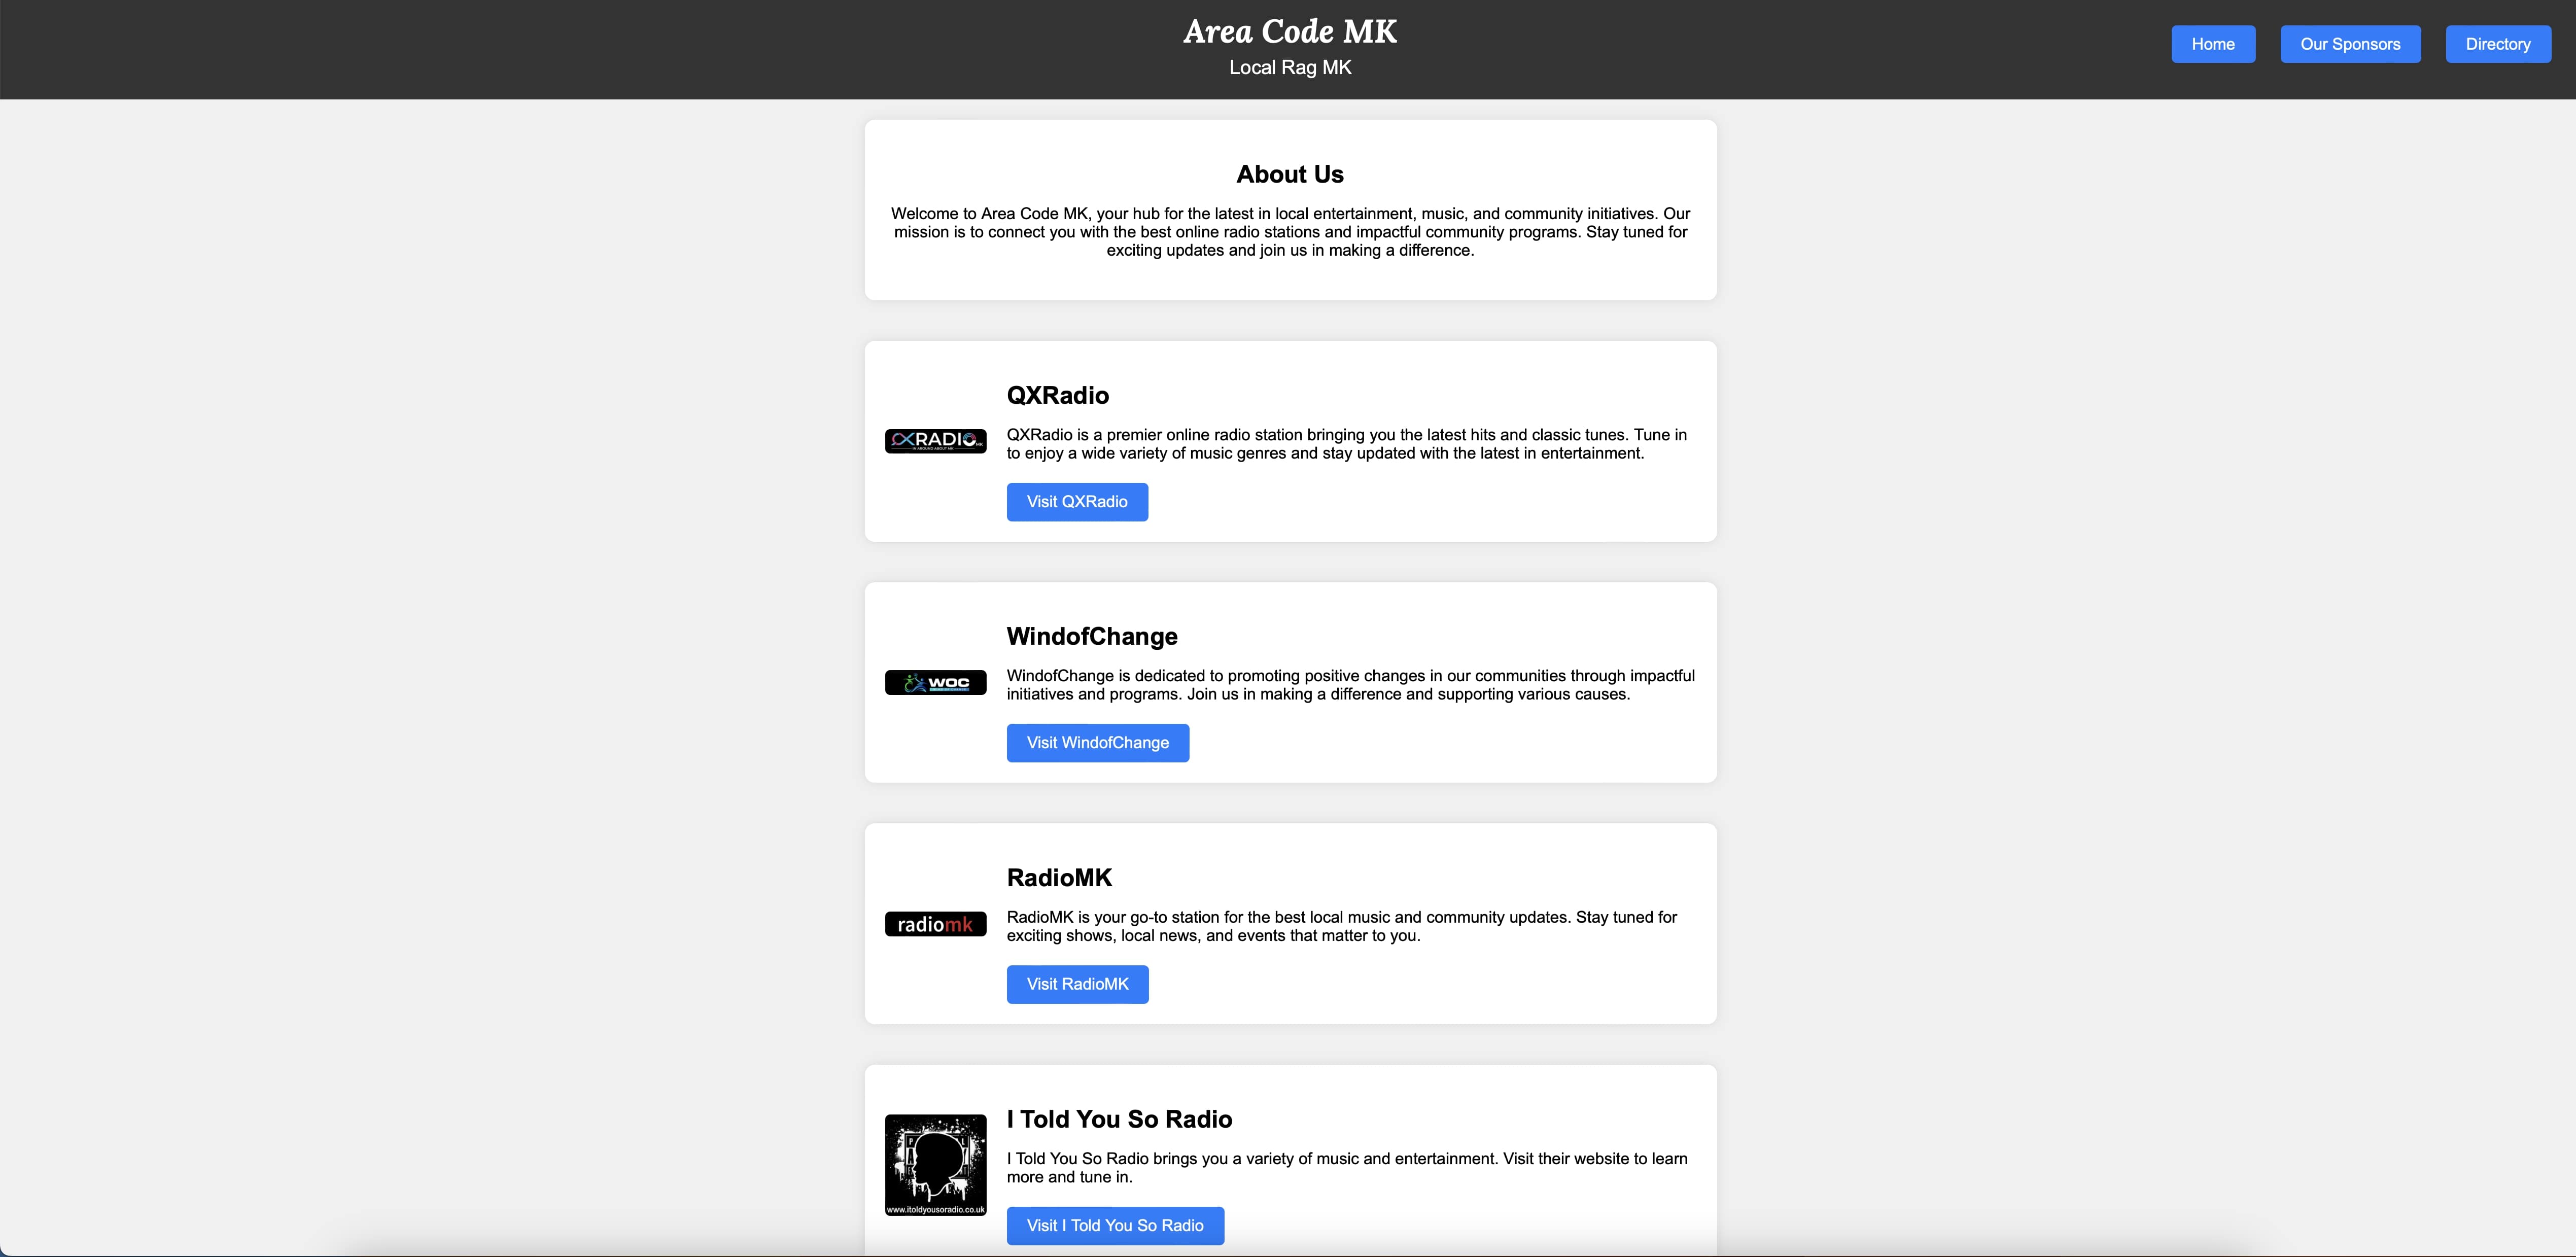 Area Code MK
Local Rag MK
Home
Our Sponsors
Directory
About Us
Welcome to Area Code MK, your hub for the latest in local entertainment, music, and community initiatives. Our
mission is to connect you with the best online radio stations and impactful community programs. Stay tuned for
exciting updates and join us in making a difference.
QXRADIO
IN AROUND ABOUT MK
QXRadio
QXRadio is a premier online radio station bringing you the latest hits and classic tunes. Tune in
to enjoy a wide variety of music genres and stay updated with the latest in entertainment.
Visit QXRadio
WOC
WindofChange
WindofChange is dedicated to promoting positive changes in our communities through impactful
initiatives and programs. Join us in making a difference and supporting various causes.
Visit WindofChange
radiomk
RadioMK
RadioMK is your go-to station for the best local music and community updates. Stay tuned for
exciting shows, local news, and events that matter to you.
Visit RadioMK
www.itoldyousoradio.co.uk
I Told You So Radio
I Told You So Radio brings you a variety of music and entertainment. Visit their website to learn
more and tune in.
Visit I Told You So Radio